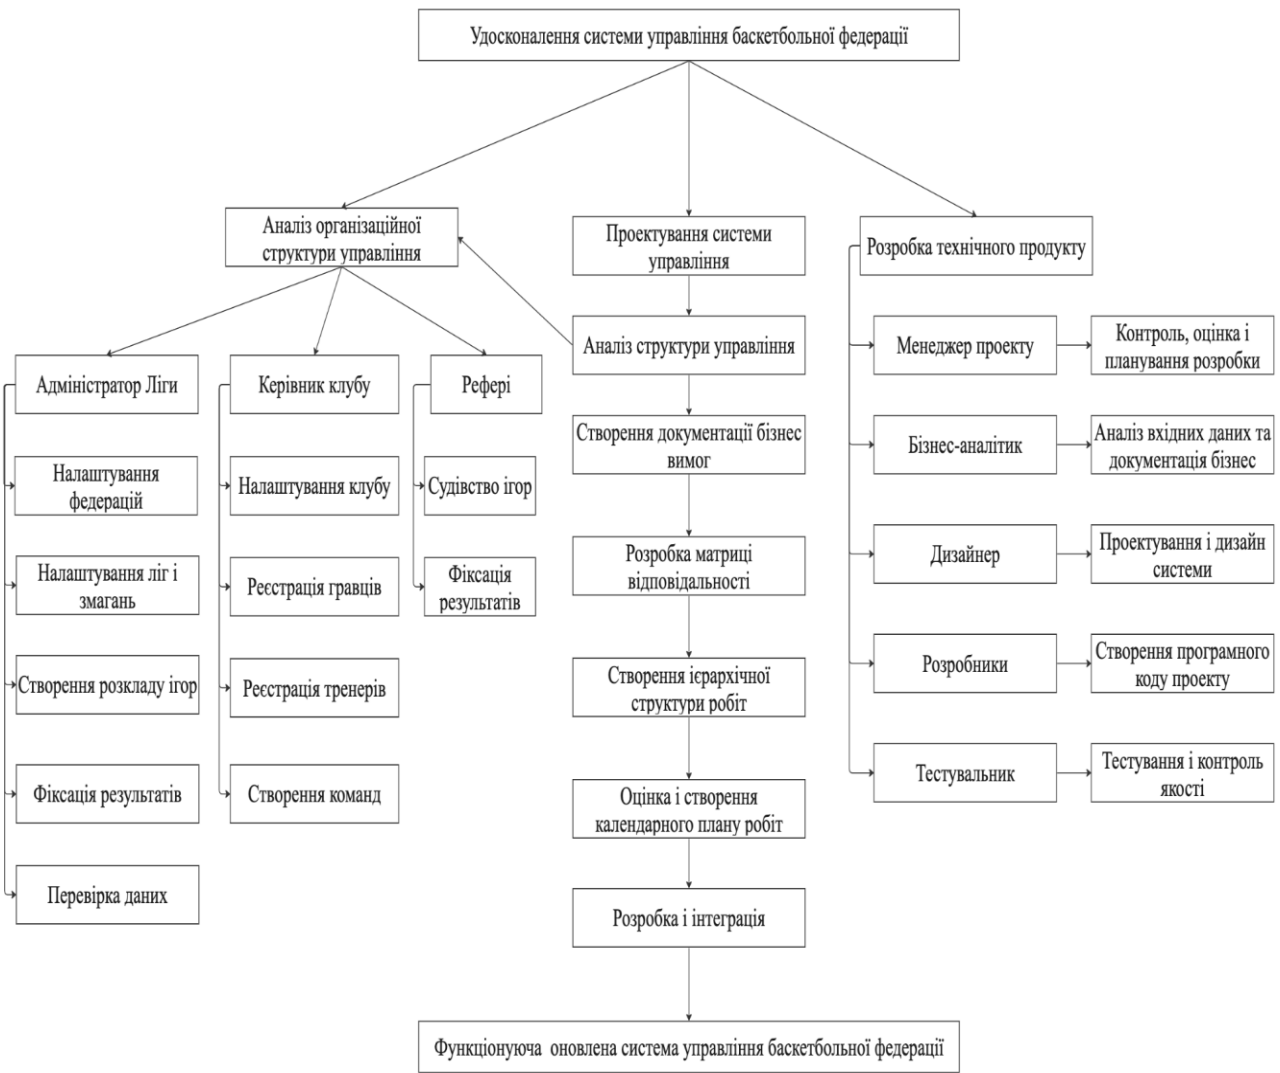 Удосконалення системи управління баскетбольної федерації
Аналіз організаційної
структури управління
Проектування системи
управління
Розробка технічного продукту
Аналіз структури управління
Менеджер проекту
Контроль, оцінка і
планування розробки
Адміністратор Ліги
Керівник клубу
Рефері
Створення документації бізнес
вимог
Бізнес-аналітик
Аналіз вхідних даних та
документація бізнес
Налаштування
федерацій
Налаштування клубу
Судівство ігор
Розробка матриці
відповідальності
Дизайнер
Проектування і дизайн
системи
Налаштування ліг і
змагань
Реєстрація гравців
Фіксація
результатів
Створення ієрархічної
структури робіт
Розробники
Створення програмного
коду проекту
Створення розкладу ігор
Реєстрація тренерів
Оцінка і створення
календарного плану робіт
Тестувальник
Тестування і контроль
якості
Фіксація результатів
Створення команд
Перевірка даних
Розробка і інтеграція
Функціонуюча оновлена система управління баскетбольної федерації